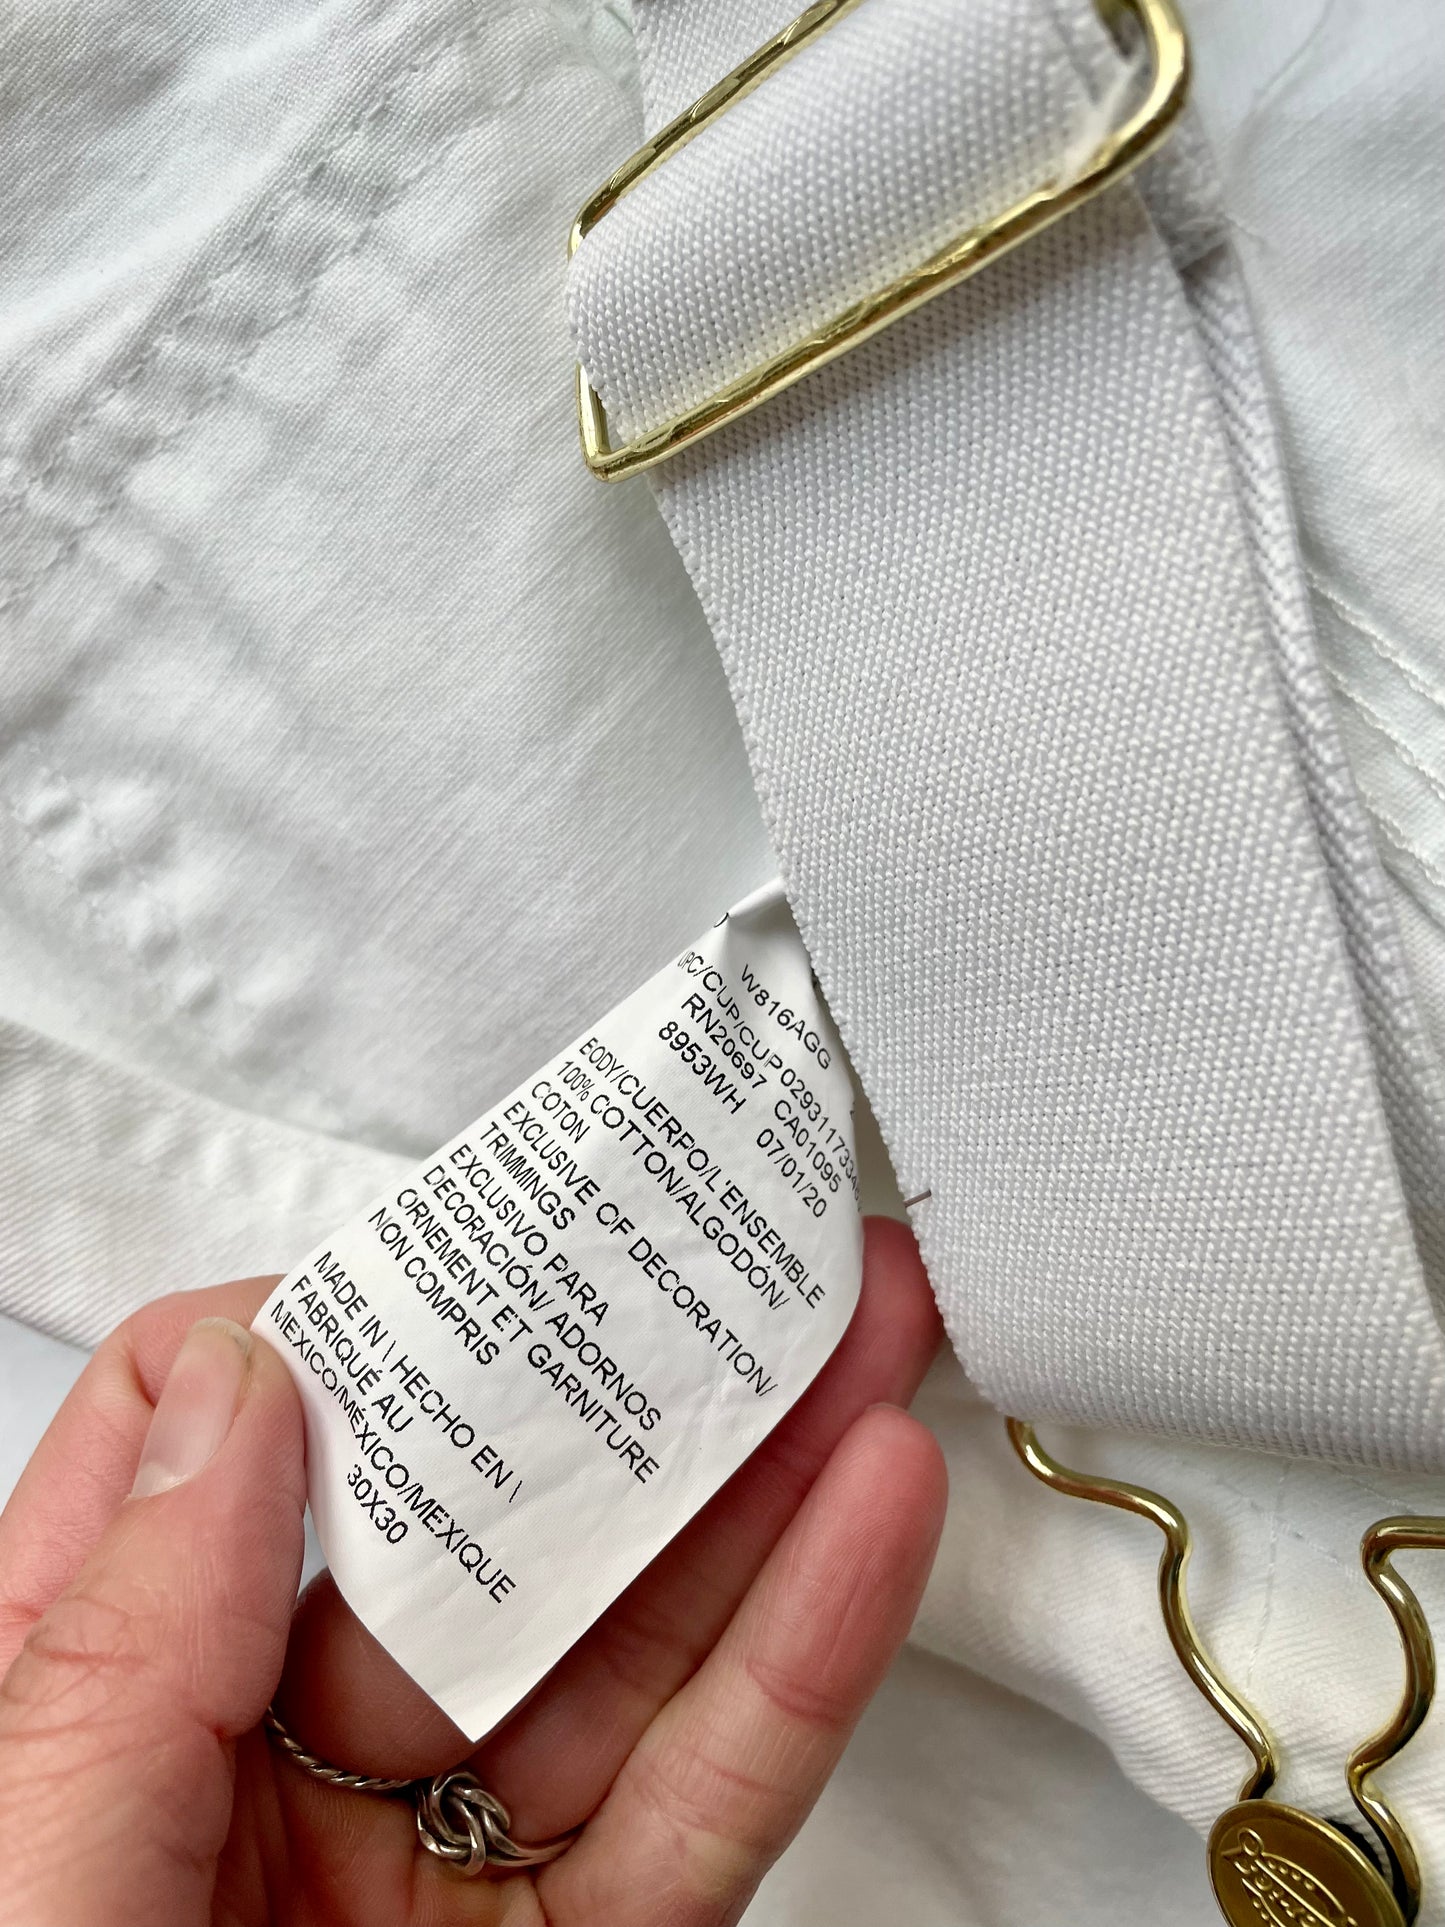 W816AGG
UPC/CUP/CUP 029311733
RN20697 CA01095
8953WH 07/01/20
BODY/CUERPO/L'ENSEMBLE
100% COTTON/ALGODÓN/
COTON
EXCLUSIVE OF DECORATION/
TRIMMINGS
EXCLUSIVO PARA
DECORACIÓN/ ADORNOS
ORNEMENT ET GARNITURE
NON COMPRIS
MADE IN \ HECHO EN \
FABRIQUÉ AU
MEXICO/MÉXICO/MEXIQUE
30X30